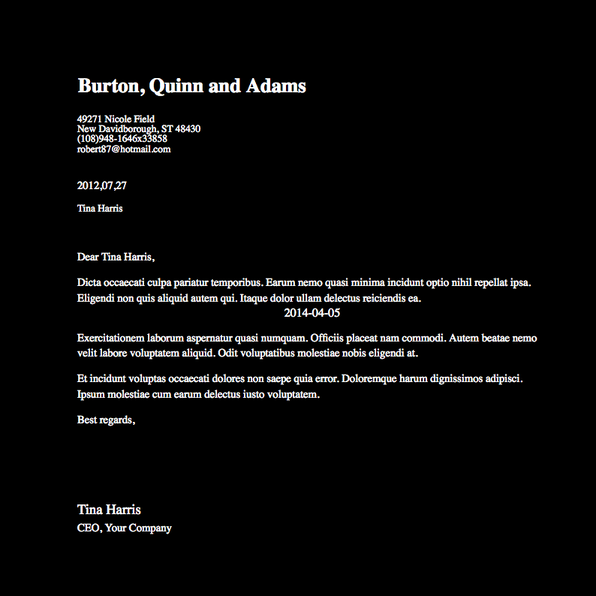 Burton, Quinn and Adams
49271 Nicole Field
New Davidborough, ST 48430
(108)948-1646x33858
robert87@hotmail.com
2012,07,27
Tina Harris
Dear Tina Harris,
Dicta occaecati culpa pariatur temporibus. Earum nemo quasi minima incidunt optio nihil repellat ipsa.
Eligendi non quis aliquid autem qui. Itaque dolor ullam delectus reiciendis ea.
2014-04-05
Exercitationem laborum aspernatur quasi numquam. Officiis placeat nam commodi. Autem beatae nemo
velit labore voluptatem aliquid. Odit voluptatibus molestiae nobis eligendi at.
Et incidunt voluptas occaecati dolores non saepe quia error. Doloremque harum dignissimos adipisci.
Ipsum molestiae cum earum delectus iusto voluptatem.
Best regards,
Tina Harris
CEO, Your Company